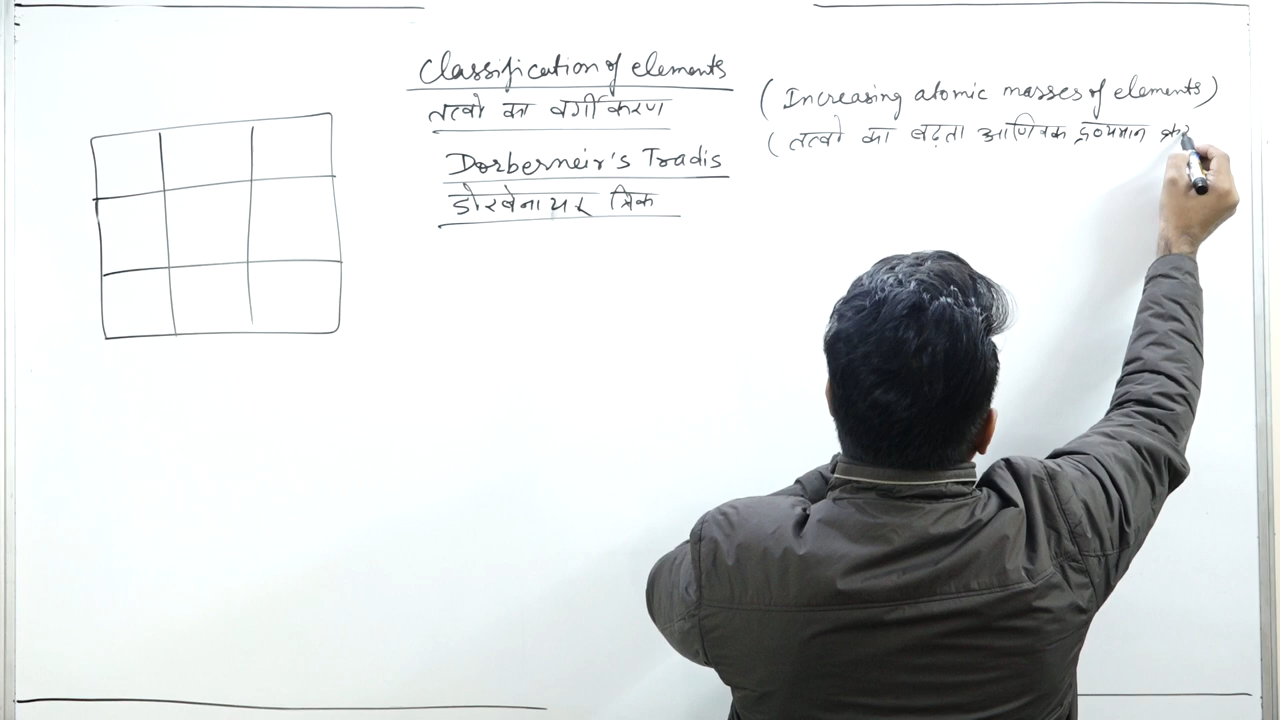 Classification of elements
तत्वो का वर्गीकरण
Dorberneir's Tradis
डोरबेनायर त्रिक
(Increasing atomic masses of elements)
(तत्वो का बढ़ता आणविक द्रव्यमान